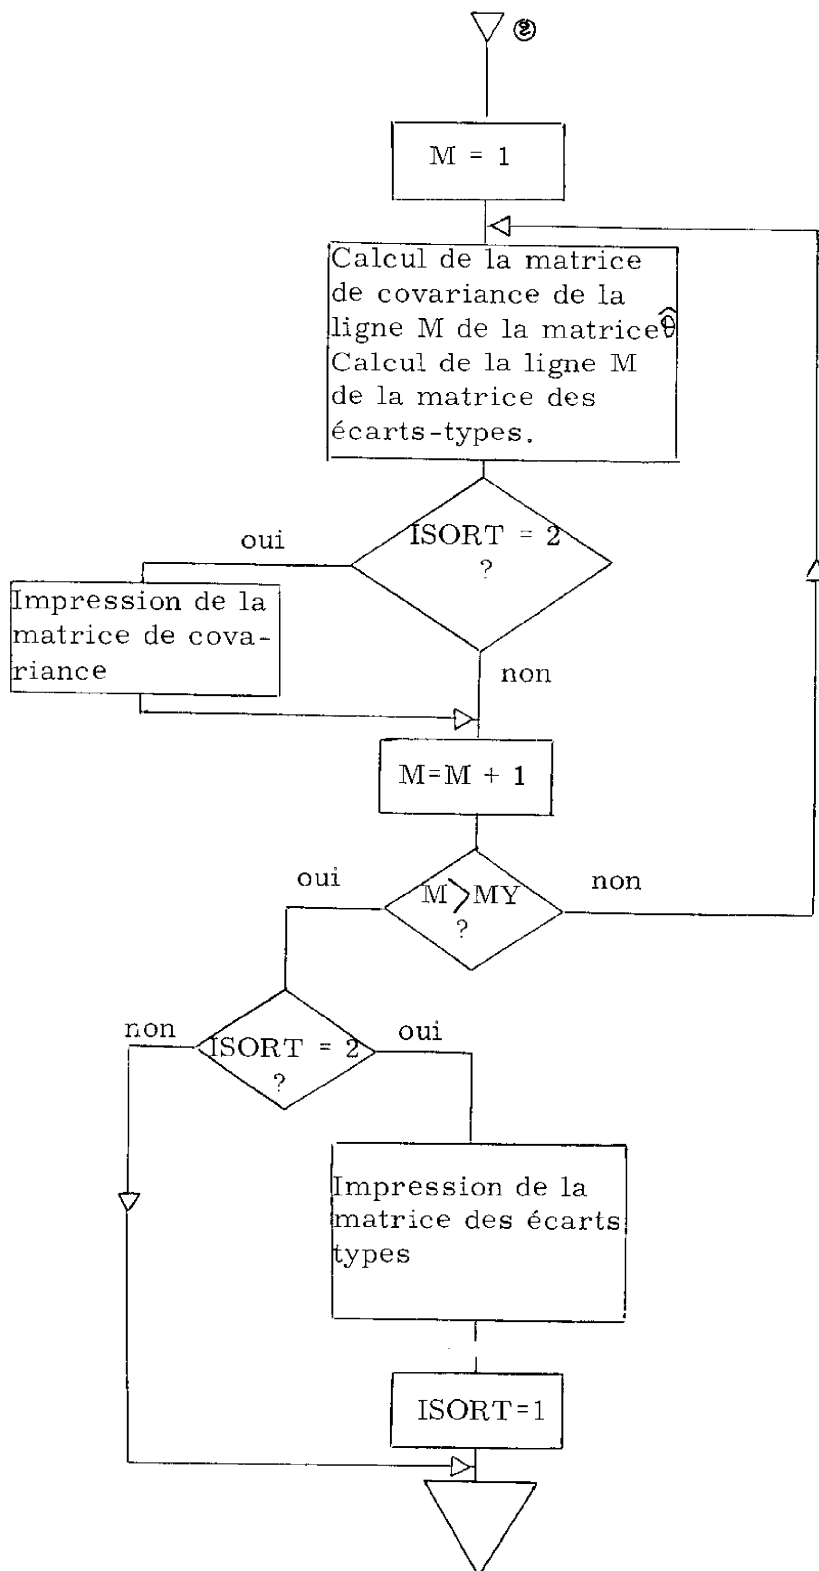 M = 1
Calcul de la matrice
de covariance de la
ligne M de la matrice θ̂
Calcul de la ligne M
de la matrice des
écarts-types.
oui
ISORT = 2
?
Impression de la
matrice de cova-
riance
non
M=M + 1
oui
M>MY
?
non
non
ISORT = 2
?
oui
Impression de la
matrice des écarts
types
ISORT=1